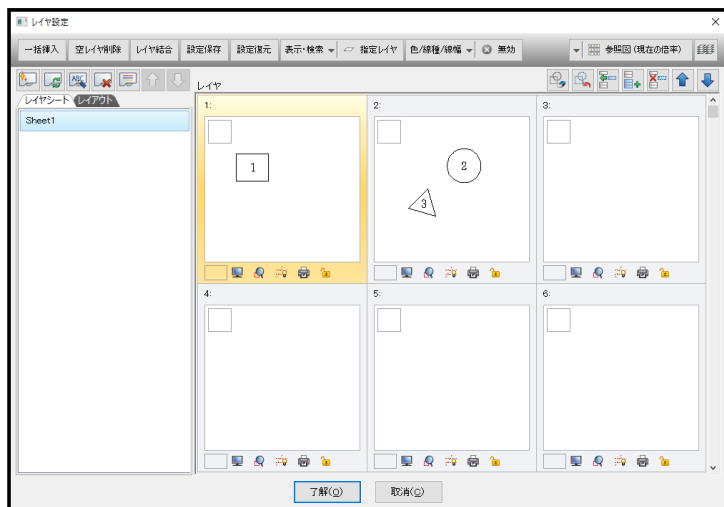 レイヤ設定
一括挿入 空レイヤ削除 レイヤ結合 設定保存 設定復元 表示・検索 指定レイヤ 色/線種/線幅 無効 参照図(現在の倍率)
ABC
レイヤ
レイヤシート レイアウト
Sheet1
1: 2: 3:
1 2
3
4: 5: 6:
了解(O) 取消(C)